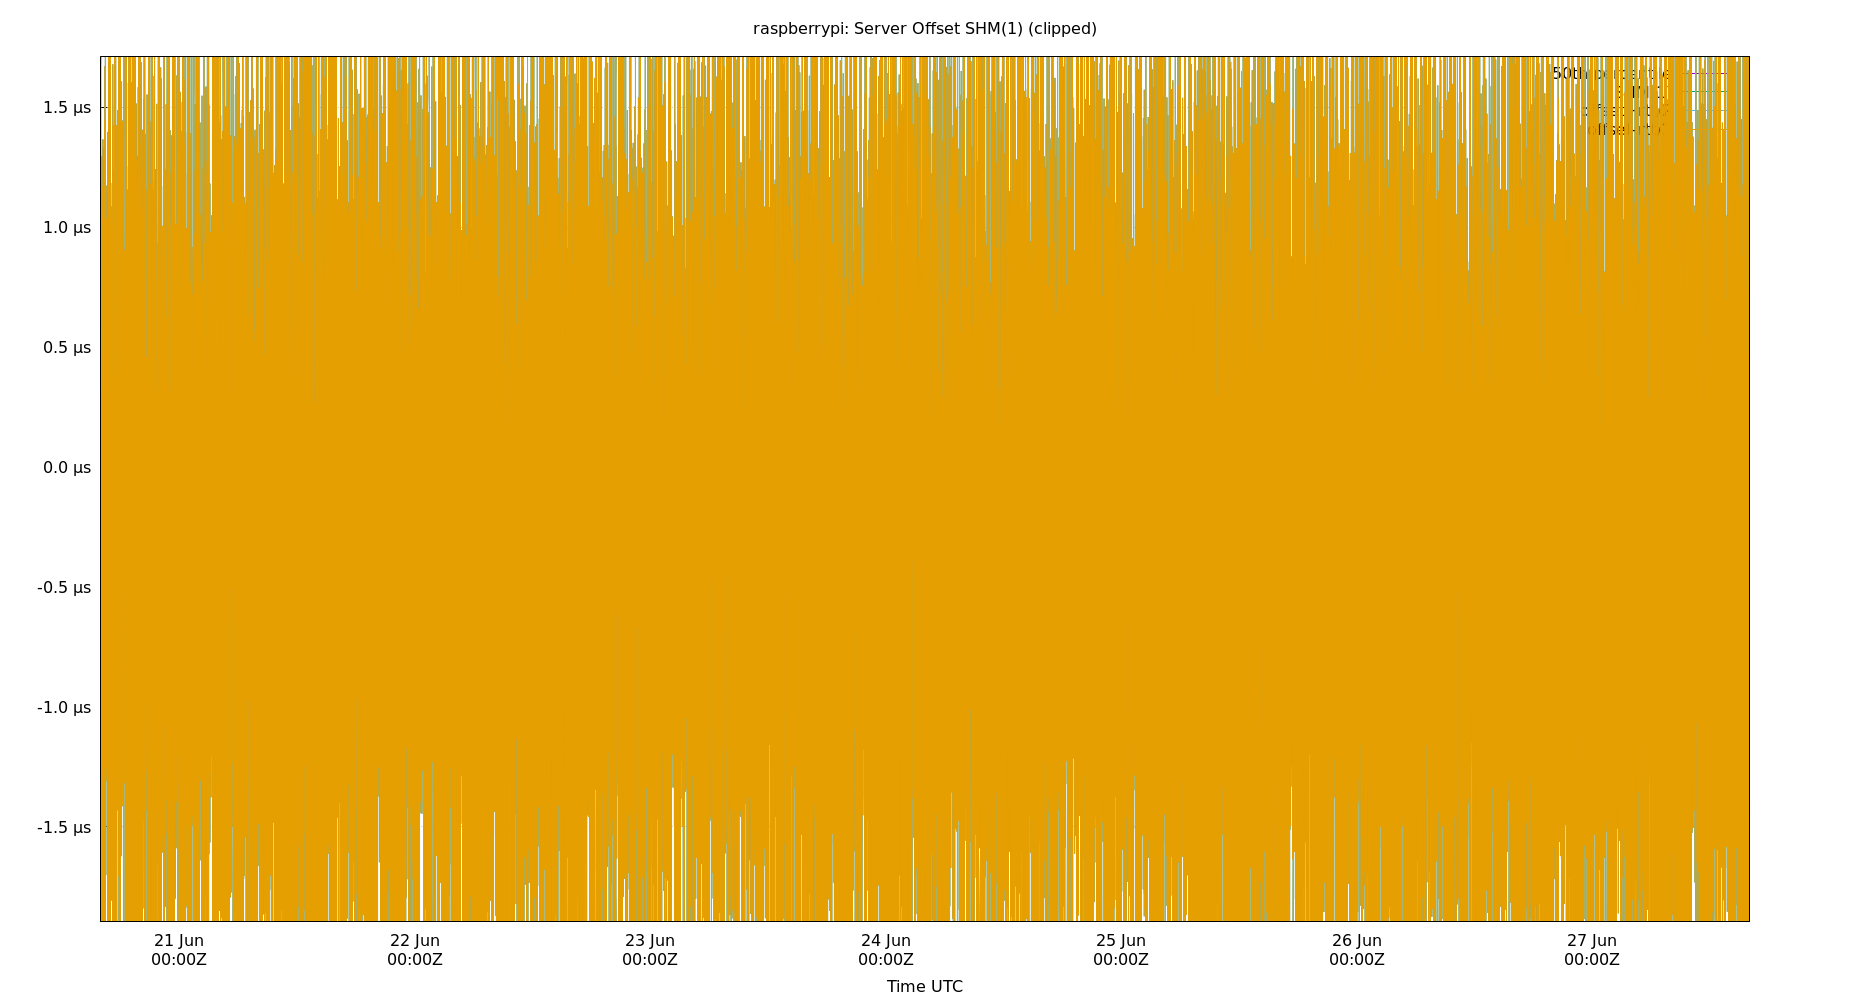 raspberrypi: Server Offset SHM(1) (clipped)
50th percentile
1.5 µs
1.0 µs
0.5 µs
0.0 µs
-0.5 µs
-1.0 µs
-1.5 µs
21 Jun 22 Jun 23 Jun 24 Jun 25 Jun 26 Jun 27 Jun
00:00Z 00:00Z 00:00Z 00:00Z 00:00Z 00:00Z 00:00Z
Time UTC